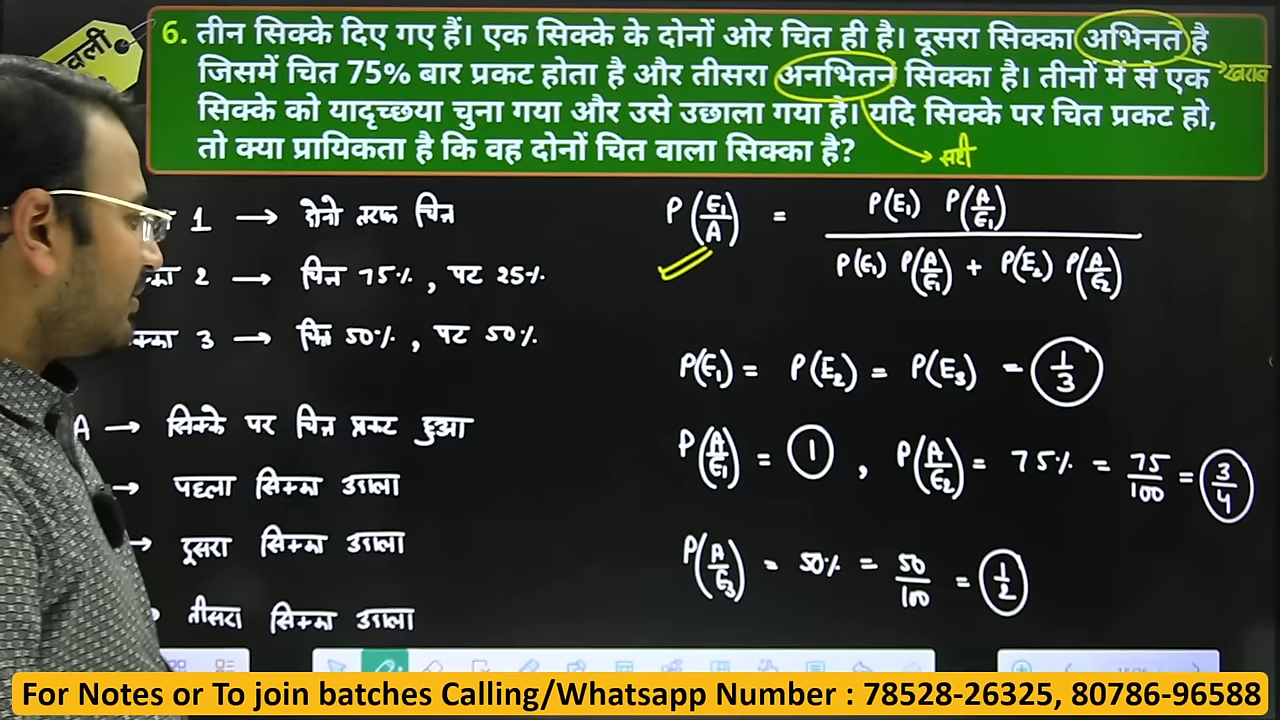 वली
6. तीन सिक्के दिए गए हैं। एक सिक्के के दोनों ओर चित ही है। दूसरा सिक्का अभिनत है
जिसमें चित 75% बार प्रकट होता है और तीसरा अनभिनत सिक्का है। तीनों में से एक
सिक्के को यादृच्छया चुना गया और उसे उछाला गया है। यदि सिक्के पर चित प्रकट हो,
तो क्या प्रायिकता है कि वह दोनों चित वाला सिक्का है?
खराब
सही
1 → दोनो तरफ चित्त
2 → चित्त 75%, पट 25%
3 → चित्त 50%, पट 50%
A → सिक्के पर चित्त प्रकट हुआ
→ पहला सिक्का उछाला
→ दूसरा सिक्का उछाला
तीसरा सिक्का उछाला
P(E₁/A) = P(E₁) P(A/E₁) / P(E₁) P(A/E₁) + P(E₂) P(A/E₂)
P(E₁) = P(E₂) = P(E₃) = 1/3
P(A/E₁) = 1, P(A/E₂) = 75% = 75/100 = 3/4
P(A/E₃) = 50% = 50/100 = 1/2
For Notes or To join batches Calling/Whatsapp Number : 78528-26325, 80786-96588